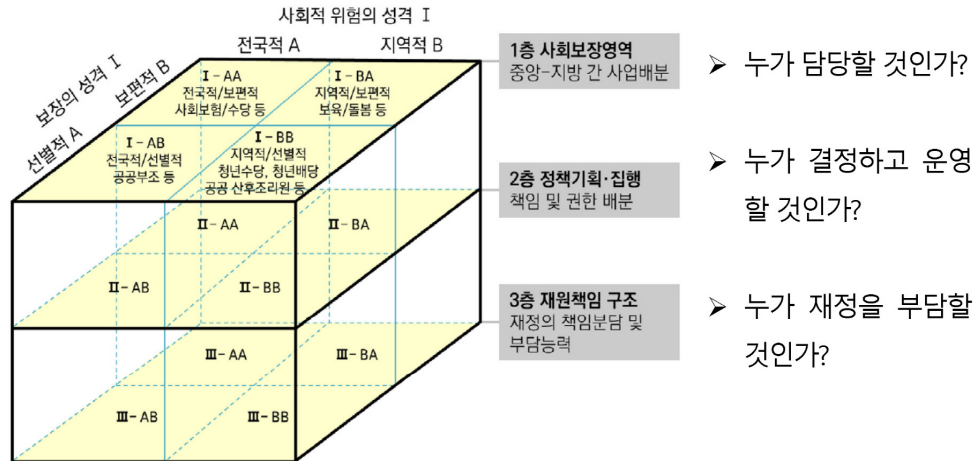 사회적 위험의 성격 Ⅰ
전국적 A
지역적 B
보장의 성격 Ⅰ
보편적 B
선별적 A
Ⅰ-AA
전국적/보편적
사회보험/수당 등
Ⅰ-BA
지역적/보편적
보육/돌봄 등
Ⅰ-AB
전국적/선별적
공공부조 등
Ⅰ-BB
지역적/선별적
청년수당, 청년배당
공공 산후조리원 등
Ⅱ-AA
Ⅱ-BA
Ⅱ-AB
Ⅱ-BB
Ⅲ-AA
Ⅲ-BA
Ⅲ-AB
Ⅲ-BB
1층 사회보장영역
중앙-지방 간 사업배분
2층 정책기획·집행
책임 및 권한 배분
3층 재원책임 구조
재정의 책임분담 및
부담능력
➢ 누가 담당할 것인가?
➢ 누가 결정하고 운영
할 것인가?
➢ 누가 재정을 부담할
것인가?